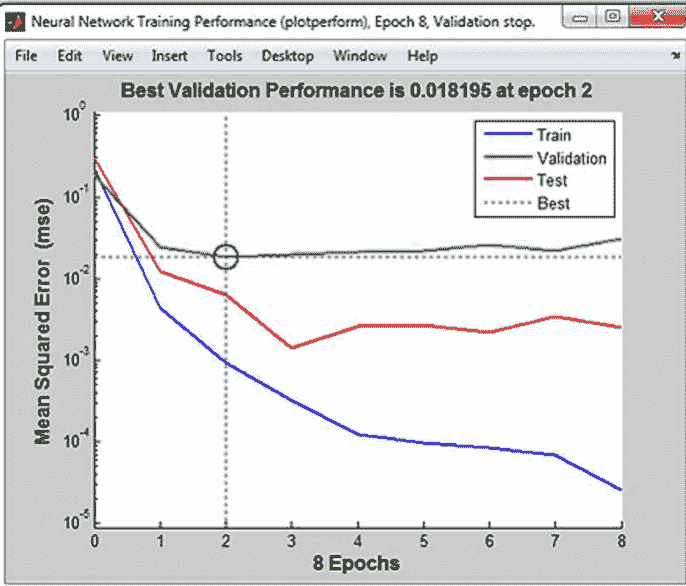 Neural Network Training Performance (plotperform), Epoch 8, Validation stop.
File Edit View Insert Tools Desktop Window Help
Best Validation Performance is 0.018195 at epoch 2
Mean Squared Error (mse)
10^0
10^-1
10^-2
10^-3
10^-4
10^-5
Train
Validation
Test
Best
0 1 2 3 4 5 6 7 8
8 Epochs